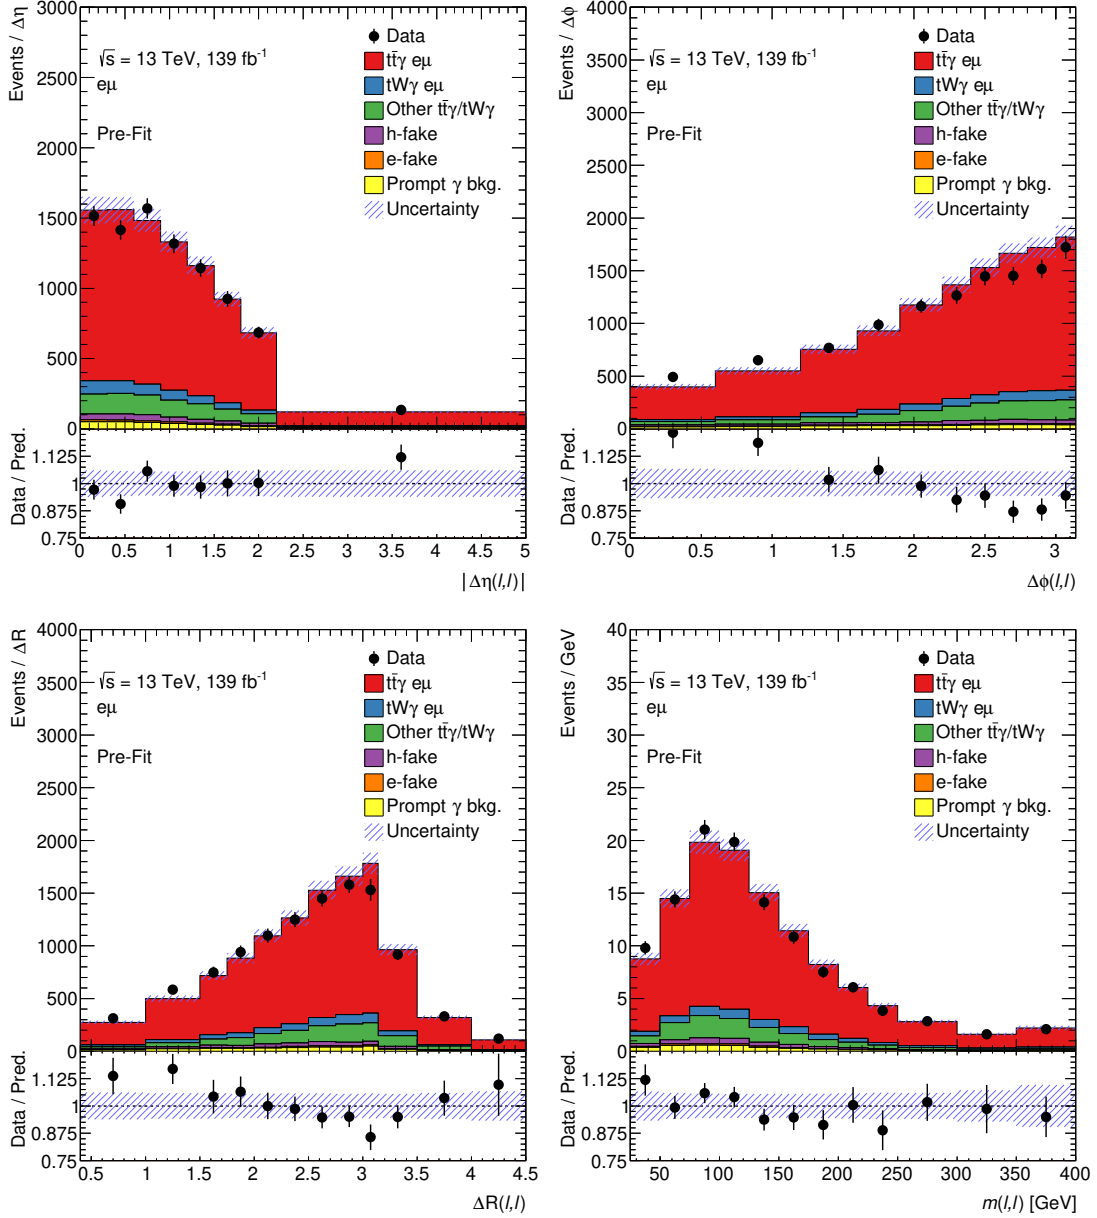 Events / Δη
3000
2500
2000
1500
1000
500
0
√s = 13 TeV, 139 fb⁻¹
eμ
Pre-Fit
Data
tt̄γ eμ
tWγ eμ
Other tt̄γ/tWγ
h-fake
e-fake
Prompt γ bkg.
Uncertainty
Data / Pred.
1.125
1
0.875
0.75
0 0.5 1 1.5 2 2.5 3 3.5 4 4.5 5
|Δη(l,l)|
Events / Δϕ
4000
3500
3000
2500
2000
1500
1000
500
0
√s = 13 TeV, 139 fb⁻¹
eμ
Pre-Fit
Data
tt̄γ eμ
tWγ eμ
Other tt̄γ/tWγ
h-fake
e-fake
Prompt γ bkg.
Uncertainty
Data / Pred.
1.125
1
0.875
0.75
0 0.5 1 1.5 2 2.5 3
Δϕ(l,l)
Events / ΔR
4000
3500
3000
2500
2000
1500
1000
500
0
√s = 13 TeV, 139 fb⁻¹
eμ
Pre-Fit
Data
tt̄γ eμ
tWγ eμ
Other tt̄γ/tWγ
h-fake
e-fake
Prompt γ bkg.
Uncertainty
Data / Pred.
1.125
1
0.875
0.75
0.5 1 1.5 2 2.5 3 3.5 4 4.5
ΔR(l,l)
Events / GeV
40
35
30
25
20
15
10
5
0
√s = 13 TeV, 139 fb⁻¹
eμ
Pre-Fit
Data
tt̄γ eμ
tWγ eμ
Other tt̄γ/tWγ
h-fake
e-fake
Prompt γ bkg.
Uncertainty
Data / Pred.
1.125
1
0.875
0.75
50 100 150 200 250 300 350 400
m(l,l) [GeV]